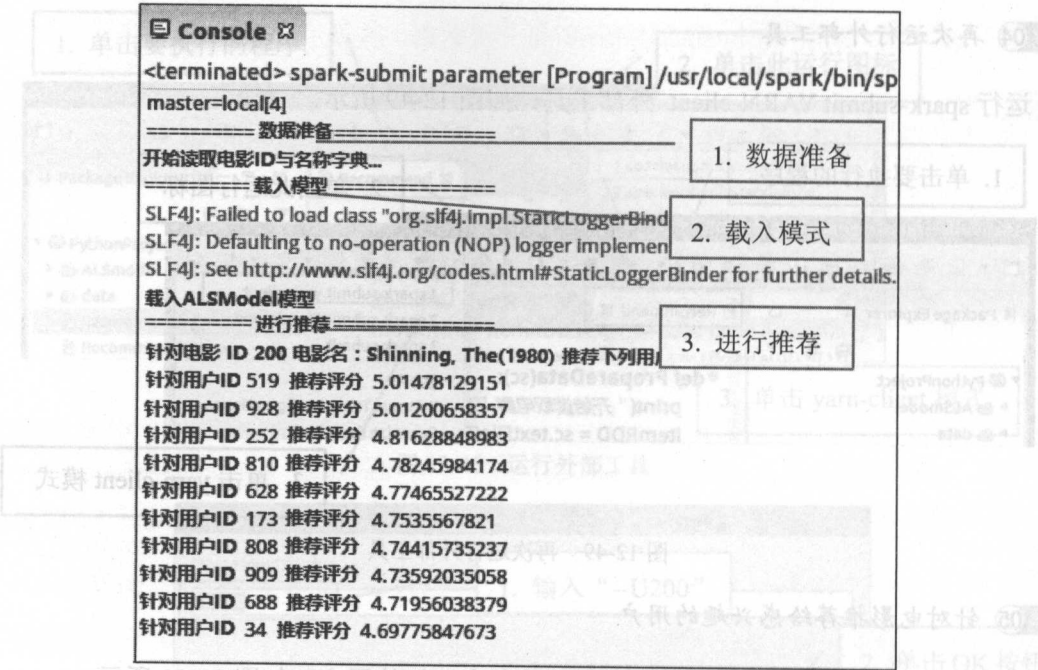 Console
<terminated> spark-submit parameter [Program] /usr/local/spark/bin/sp
master=local[4]
========== 数据准备 ===============
开始读取电影ID与名称字典...
========== 载入模型 ===============
SLF4J: Failed to load class "org.slf4j.impl.StaticLoggerBind
SLF4J: Defaulting to no-operation (NOP) logger implemen
SLF4J: See http://www.slf4j.org/codes.html#StaticLoggerBinder for further details.
载入ALSModel模型
========== 进行推荐 ===============
针对电影 ID 200 电影名：Shinning, The(1980) 推荐下列用
针对用户ID 519 推荐评分 5.01478129151
针对用户ID 928 推荐评分 5.01200658357
针对用户ID 252 推荐评分 4.81628848983
针对用户ID 810 推荐评分 4.78245984174
针对用户ID 628 推荐评分 4.77465527222
针对用户ID 173 推荐评分 4.7535567821
针对用户ID 808 推荐评分 4.74415735237
针对用户ID 909 推荐评分 4.73592035058
针对用户ID 688 推荐评分 4.71956038379
针对用户ID 34 推荐评分 4.69775847673
1. 数据准备
2. 载入模式
3. 进行推荐